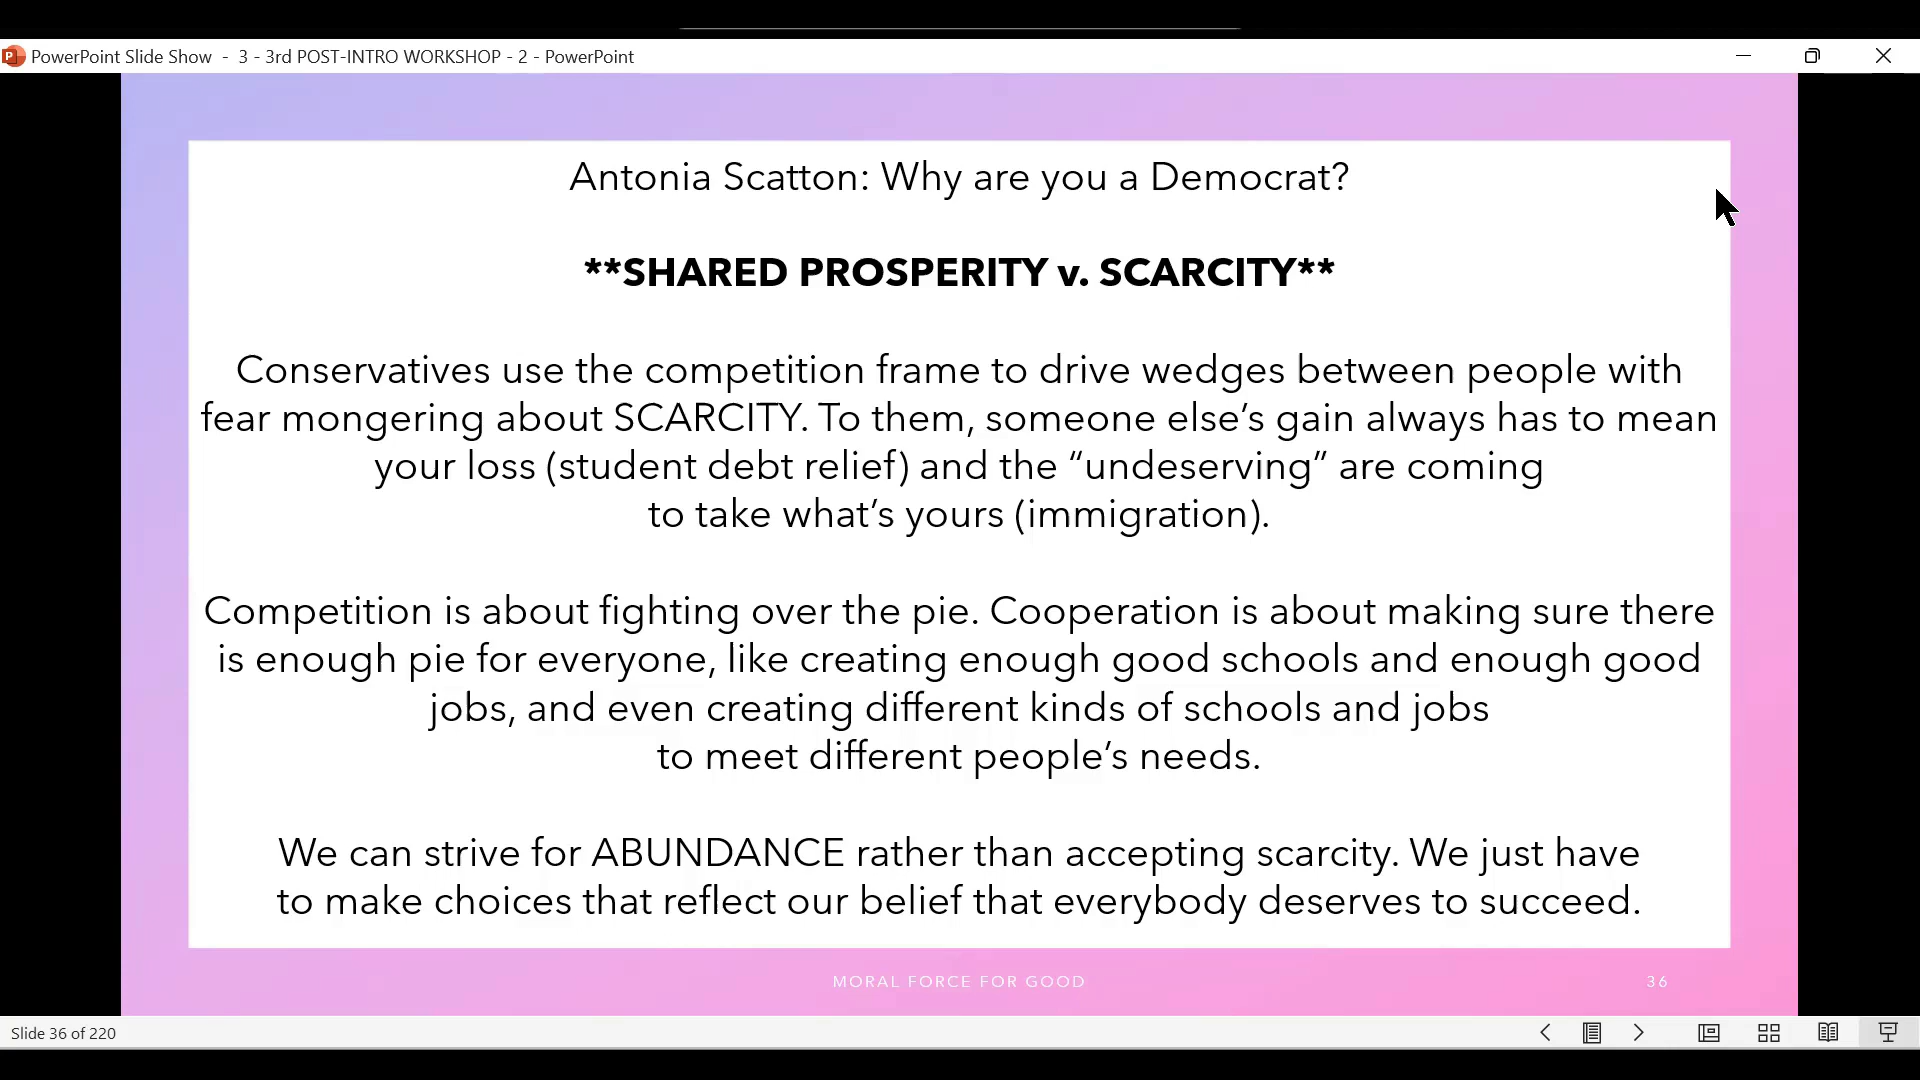 PowerPoint Slide Show - 3 - 3rd POST-INTRO WORKSHOP - 2 - PowerPoint
Antonia Scatton: Why are you a Democrat?
**SHARED PROSPERITY v. SCARCITY**
Conservatives use the competition frame to drive wedges between people with
fear mongering about SCARCITY. To them, someone else’s gain always has to mean
your loss (student debt relief) and the “undeserving” are coming
to take what’s yours (immigration).
Competition is about fighting over the pie. Cooperation is about making sure there
is enough pie for everyone, like creating enough good schools and enough good
jobs, and even creating different kinds of schools and jobs
to meet different people’s needs.
We can strive for ABUNDANCE rather than accepting scarcity. We just have
to make choices that reflect our belief that everybody deserves to succeed.
MORAL FORCE FOR GOOD 36
Slide 36 of 220